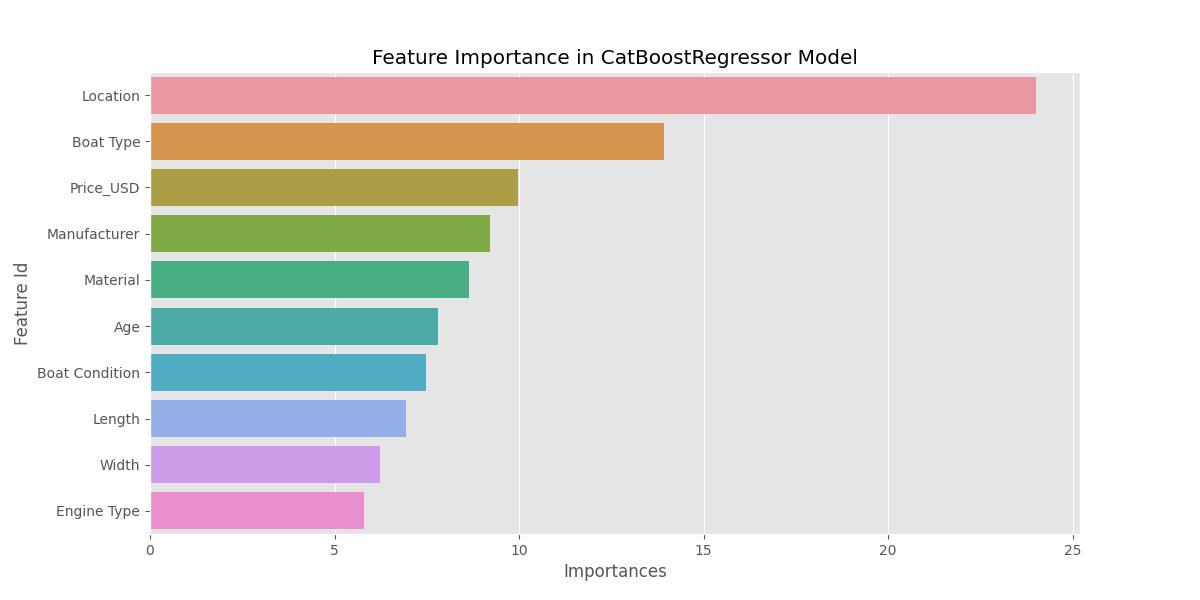 Feature Importance in CatBoostRegressor Model
Location
Boat Type
Price_USD
Manufacturer
Material
Age
Boat Condition
Length
Width
Engine Type
Feature Id
0 5 10 15 20 25
Importances